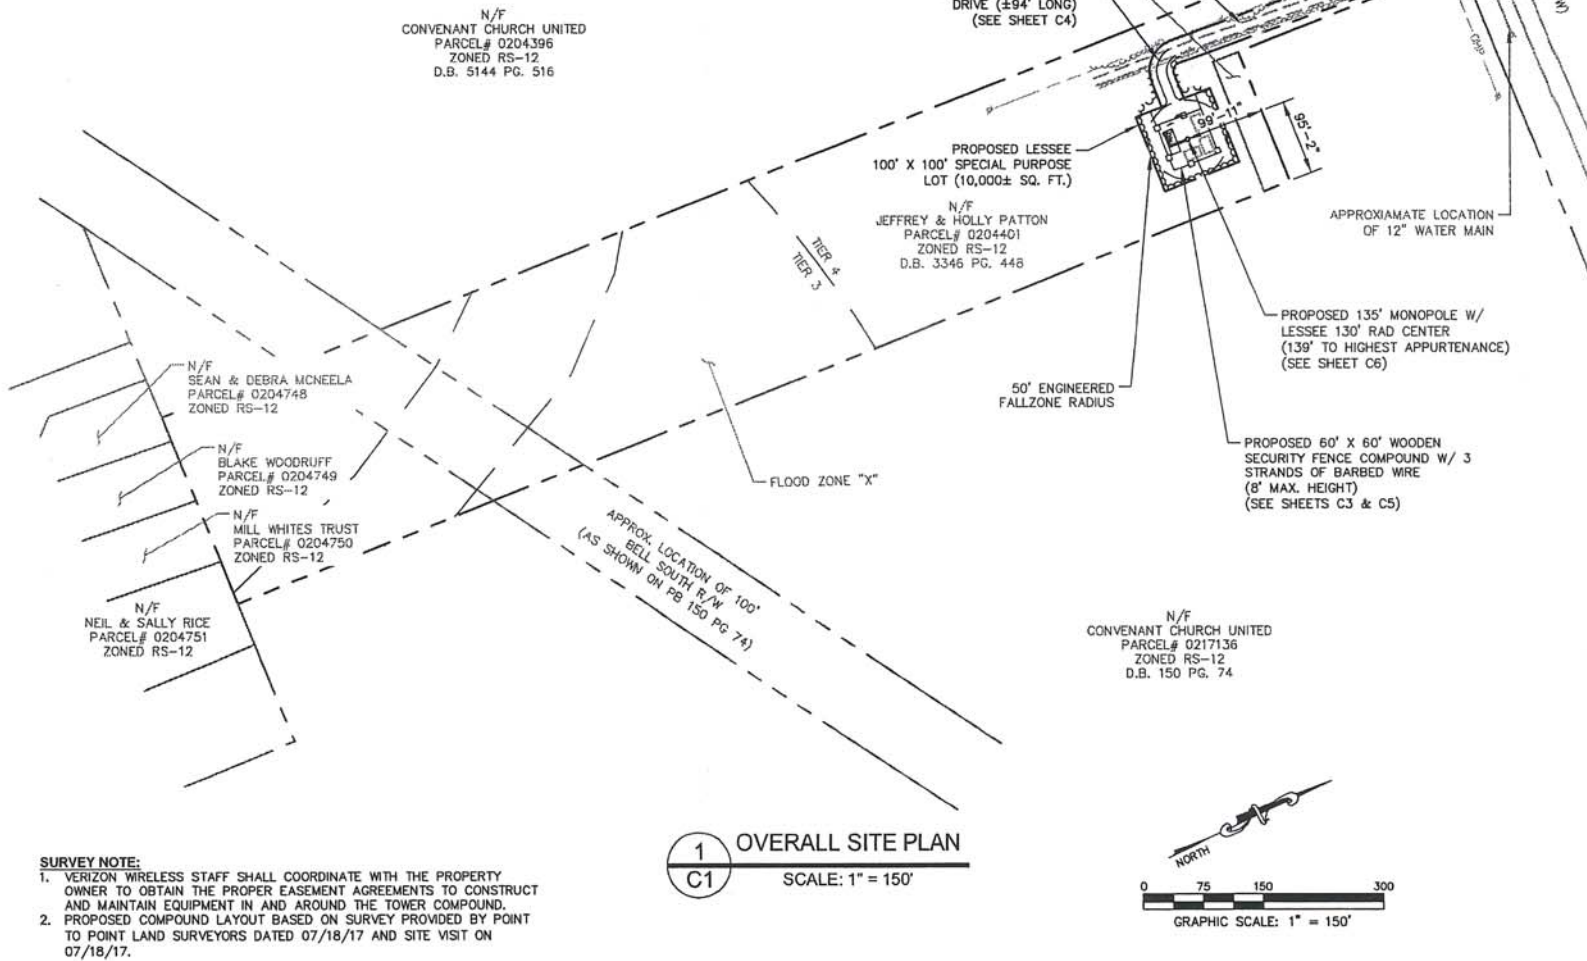 N/F
CONVENANT CHURCH UNITED
PARCEL# 0204396
ZONED RS-12
D.B. 5144 PG. 516
DRIVE (±94' LONG)
(SEE SHEET C4)
W)
CMP
99'-11"
95'-2"
PROPOSED LESSEE
100' X 100' SPECIAL PURPOSE
LOT (10,000± SQ. FT.)
N/F
JEFFREY & HOLLY PATTON
PARCEL# 0204401
ZONED RS-12
D.B. 3346 PG. 448
APPROXIAMATE LOCATION
OF 12" WATER MAIN
TIER 4
TIER 3
PROPOSED 135' MONOPOLE W/
LESSEE 130' RAD CENTER
(139' TO HIGHEST APPURTENANCE)
(SEE SHEET C6)
50' ENGINEERED
FALLZONE RADIUS
PROPOSED 60' X 60' WOODEN
SECURITY FENCE COMPOUND W/ 3
STRANDS OF BARBED WIRE
(8' MAX. HEIGHT)
(SEE SHEETS C3 & C5)
N/F
SEAN & DEBRA MCNEELA
PARCEL# 0204748
ZONED RS-12
N/F
BLAKE WOODRUFF
PARCEL# 0204749
ZONED RS-12
N/F
MILL WHITES TRUST
PARCEL# 0204750
ZONED RS-12
N/F
NEIL & SALLY RICE
PARCEL# 0204751
ZONED RS-12
FLOOD ZONE "X"
APPROX. LOCATION OF 100'
BELL SOUTH R/W
(AS SHOWN ON PB 150 PG 74)
N/F
CONVENANT CHURCH UNITED
PARCEL# 0217136
ZONED RS-12
D.B. 150 PG. 74
1
C1
OVERALL SITE PLAN
SCALE: 1" = 150'
NORTH
0 75 150 300
GRAPHIC SCALE: 1" = 150'
SURVEY NOTE:
1. VERIZON WIRELESS STAFF SHALL COORDINATE WITH THE PROPERTY
OWNER TO OBTAIN THE PROPER EASEMENT AGREEMENTS TO CONSTRUCT
AND MAINTAIN EQUIPMENT IN AND AROUND THE TOWER COMPOUND.
2. PROPOSED COMPOUND LAYOUT BASED ON SURVEY PROVIDED BY POINT
TO POINT LAND SURVEYORS DATED 07/18/17 AND SITE VISIT ON
07/18/17.